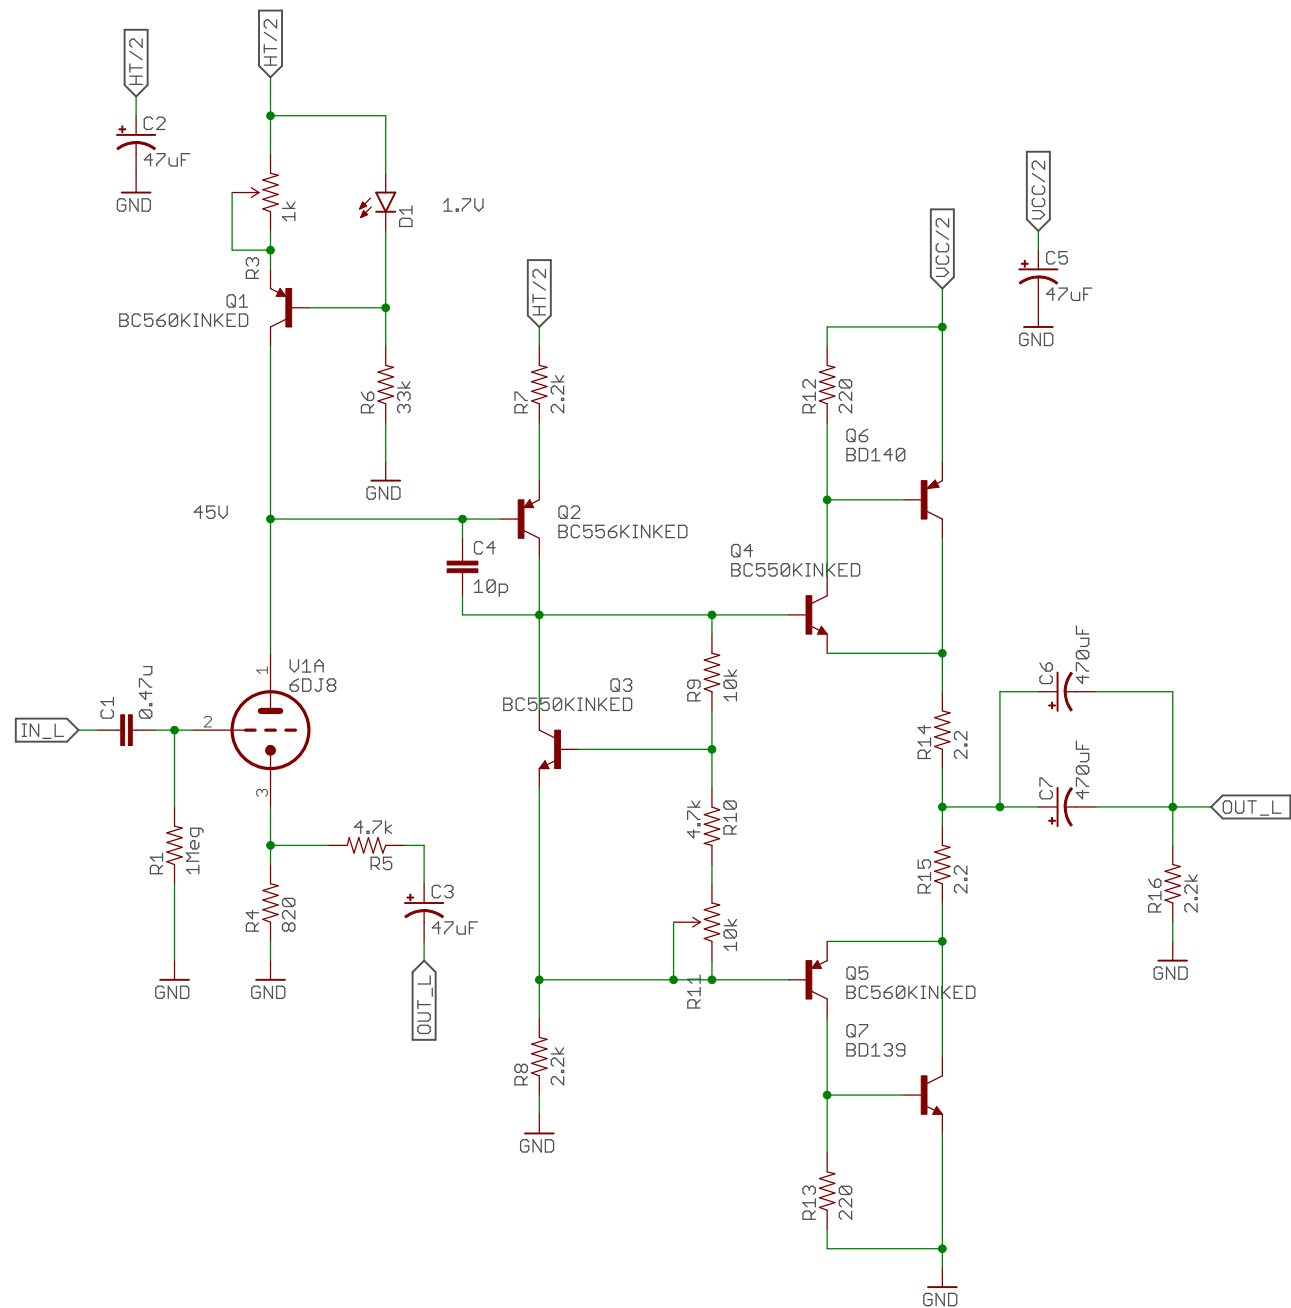 HT/2
HT/2
C2
47uF
GND
1k
R3
D1
1.7V
VCC/2
C5
47uF
GND
VCC/2
HT/2
Q1
BC560KINKED
R6
33k
GND
R7
2.2k
R12
220
Q6
BD140
45V
Q2
BC556KINKED
C4
10p
Q4
BC550KINKED
V1A
6DJ8
1
2
3
IN_L
C1
0.47u
R1
1Meg
GND
R4
820
GND
4.7k
R5
C3
47uF
OUT_L
Q3
BC550KINKED
R9
10k
4.7k
R10
10k
R11
R8
2.2k
GND
R14
2.2
R15
2.2
C6
470uF
C7
470uF
OUT_L
R16
2.2k
GND
Q5
BC560KINKED
Q7
BD139
R13
220
GND